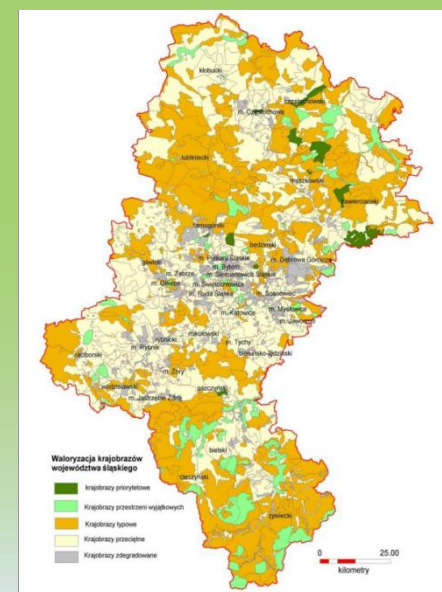 kłobucki
częstochowski
m. Częstochowa
lubliniecki
myszkowski
zawierciański
tarnogórski
będziński
gliwicki
m. Piekary Śląskie
m. Bytom
m. Dąbrowa Górnicza
m. Zabrze
m. Siemianowice Śląskie
m. Gliwice
m. Świętochłowice
m. Ruda Śląska
m. Sosnowiec
m. Katowice
m. Mysłowice
m. Jaworzno
mikołowski
rybnicki
m. Rybnik
m. Tychy
bieruńsko-lędziński
raciborski
m. Żory
wodzisławski
pszczyński
m. Jastrzębie Zdrój
bielski
cieszyński
żywiecki
Waloryzacja krajobrazów
województwa śląskiego
krajobrazy priorytetowe
Krajobrazy przestrzeni wyjątkowych
Krajobrazy typowe
Krajobrazy przeciętne
Krajobrazy zdegradowane
0 25.00
kilometry